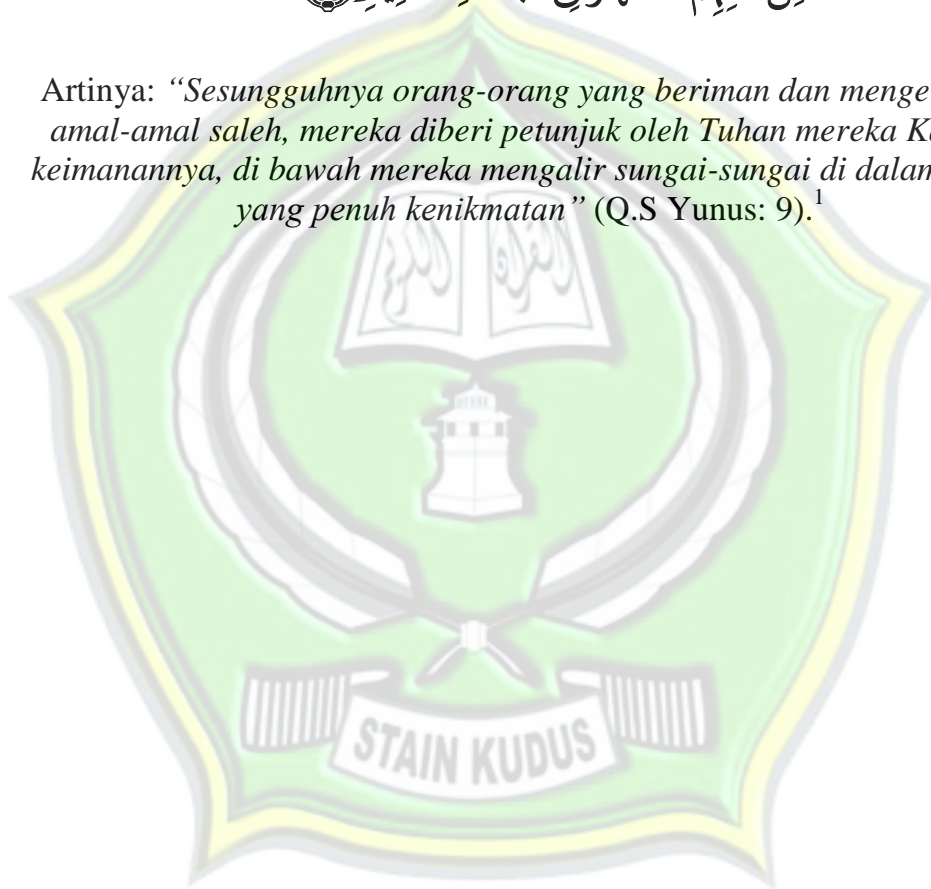 Artinya: “Sesungguhnya orang-orang yang beriman dan menge
amal-amal saleh, mereka diberi petunjuk oleh Tuhan mereka Ka
keimanannya, di bawah mereka mengalir sungai-sungai di dalam
yang penuh kenikmatan” (Q.S Yunus: 9).1
STAIN KUDUS